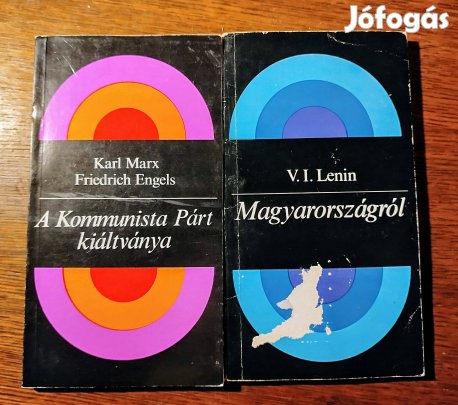 Jófogás
Karl Marx
Friedrich Engels
A Kommunista Párt
kiáltványa
V. I. Lenin
Magyarországról